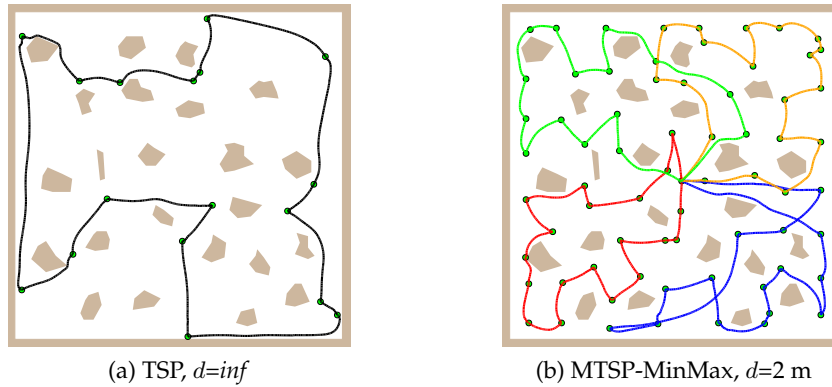 (a) TSP, d=inf
(b) MTSP-MinMax, d=2 m